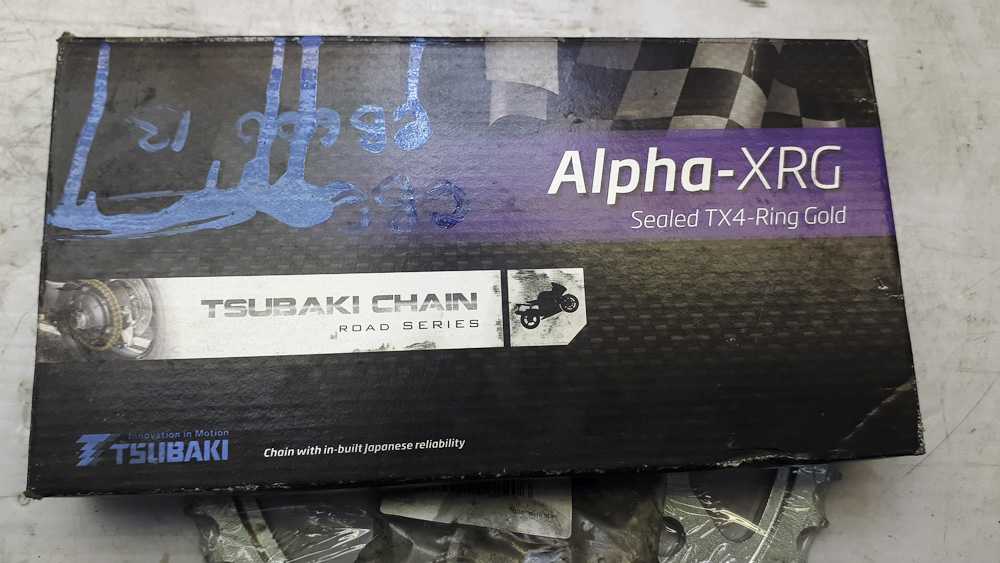 Alpha-XRG
Sealed TX4-Ring Gold
TSUBAKI CHAIN
ROAD SERIES
Innovation in Motion
TSUBAKI
Chain with in-built Japanese reliability